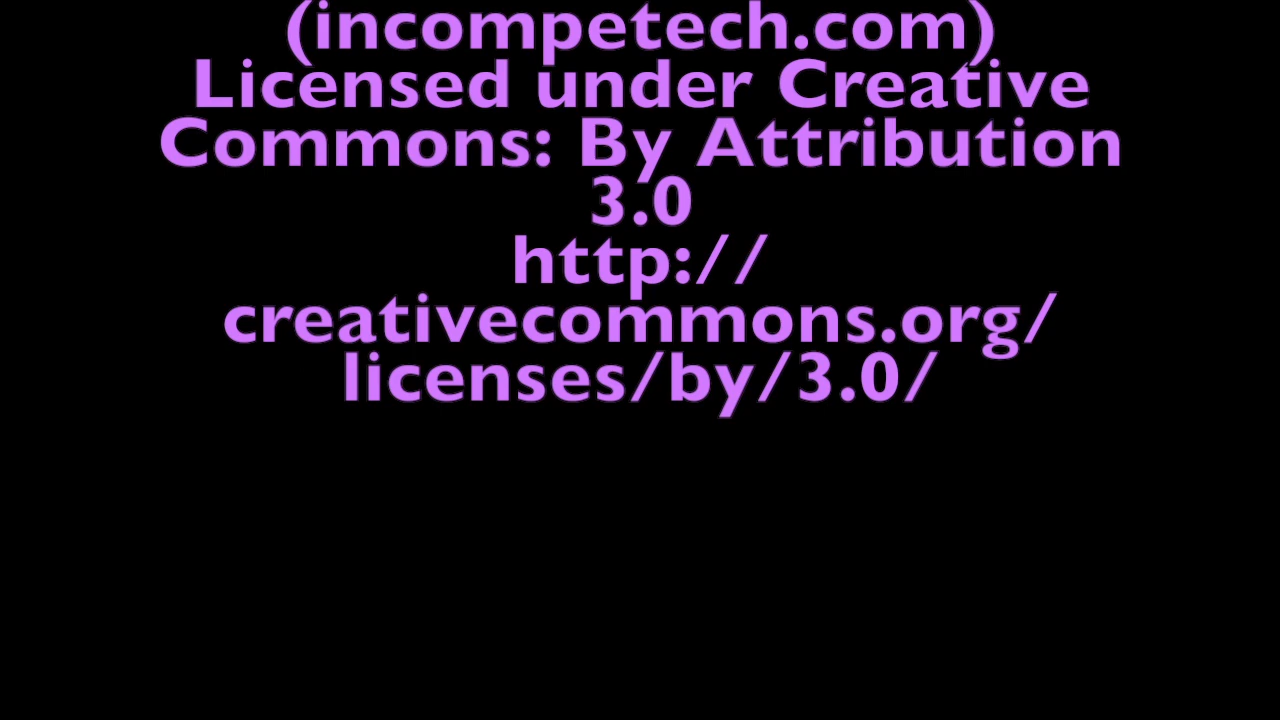 (incompetech.com)
Licensed under Creative
Commons: By Attribution
3.0
http://
creativecommons.org/
licenses/by/3.0/